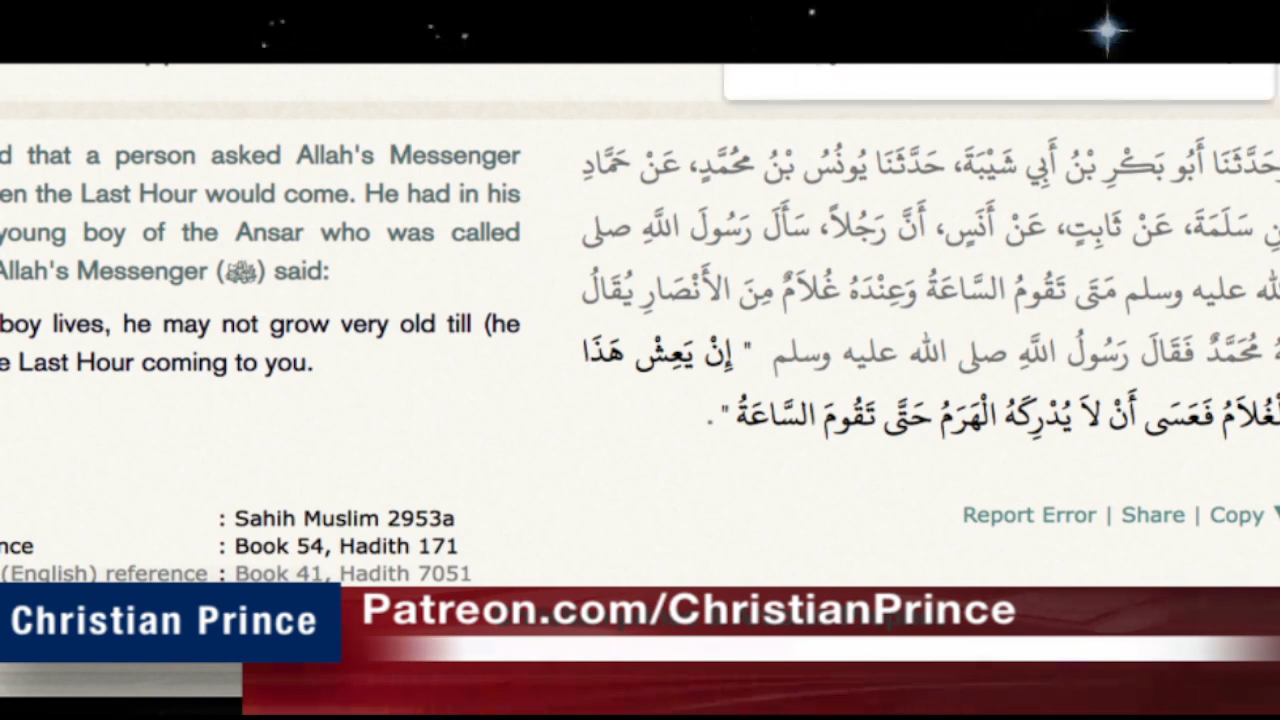 d that a person asked Allah's Messenger
en the Last Hour would come. He had in his
young boy of the Ansar who was called
Allah's Messenger (ﷺ) said:
boy lives, he may not grow very old till (he
e Last Hour coming to you.
حَدَّثَنَا أَبُو بَكْرِ بْنُ أَبِي شَيْبَةَ، حَدَّثَنَا يُونُسُ بْنُ مُحَمَّدٍ، عَنْ حَمَّادِ
نِ سَلَمَةَ، عَنْ ثَابِتٍ، عَنْ أَنَسٍ، أَنَّ رَجُلاً، سَأَلَ رَسُولَ اللَّهِ صلى
الله عليه وسلم مَتَى تَقُومُ السَّاعَةُ وَعِنْدَهُ غُلاَمٌ مِنَ الأَنْصَارِ يُقَالُ
هُ مُحَمَّدٌ فَقَالَ رَسُولُ اللَّهِ صلى الله عليه وسلم " إِنْ يَعِشْ هَذَا
الْغُلاَمُ فَعَسَى أَنْ لاَ يُدْرِكَهُ الْهَرَمُ حَتَّى تَقُومَ السَّاعَةُ " .
: Sahih Muslim 2953a
nce : Book 54, Hadith 171
(English) reference : Book 41, Hadith 7051
Report Error | Share | Copy ▼
Christian Prince
Patreon.com/ChristianPrince